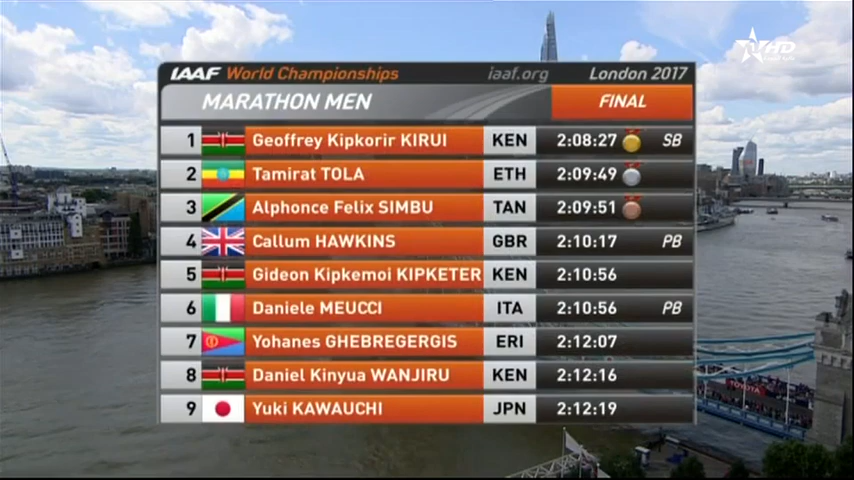 HD
IAAF World Championships iaaf.org London 2017
MARATHON MEN FINAL
1 Geoffrey Kipkorir KIRUI KEN 2:08:27 SB
2 Tamirat TOLA ETH 2:09:49
3 Alphonce Felix SIMBU TAN 2:09:51
4 Callum HAWKINS GBR 2:10:17 PB
5 Gideon Kipkemoi KIPKETER KEN 2:10:56
6 Daniele MEUCCI ITA 2:10:56 PB
7 Yohanes GHEBREGERGIS ERI 2:12:07
8 Daniel Kinyua WANJIRU KEN 2:12:16
9 Yuki KAWAUCHI JPN 2:12:19
TOYOTA